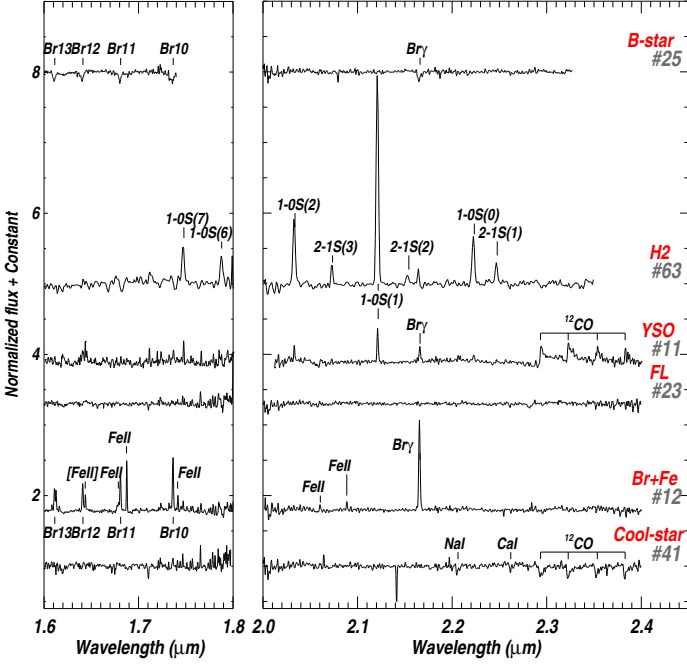 Br13 Br12 Br11 Br10 Brγ B-star
#25
8
1-0S(2) 1-0S(0)
1-0S(7)
1-0S(6) 2-1S(3) 2-1S(2) 2-1S(1)
6
H2
#63
1-0S(1)
Brγ ¹²CO YSO
#11
4
FL
#23
FeII
[FeII] FeII FeII
FeII FeII Brγ
Br+Fe
#12
2
Br13 Br12 Br11 Br10
NaI CaI ¹²CO Cool-star
#41
Normalized flux + Constant
1.6 1.7 1.8 2.0 2.1 2.2 2.3 2.4
Wavelength (μm) Wavelength (μm)